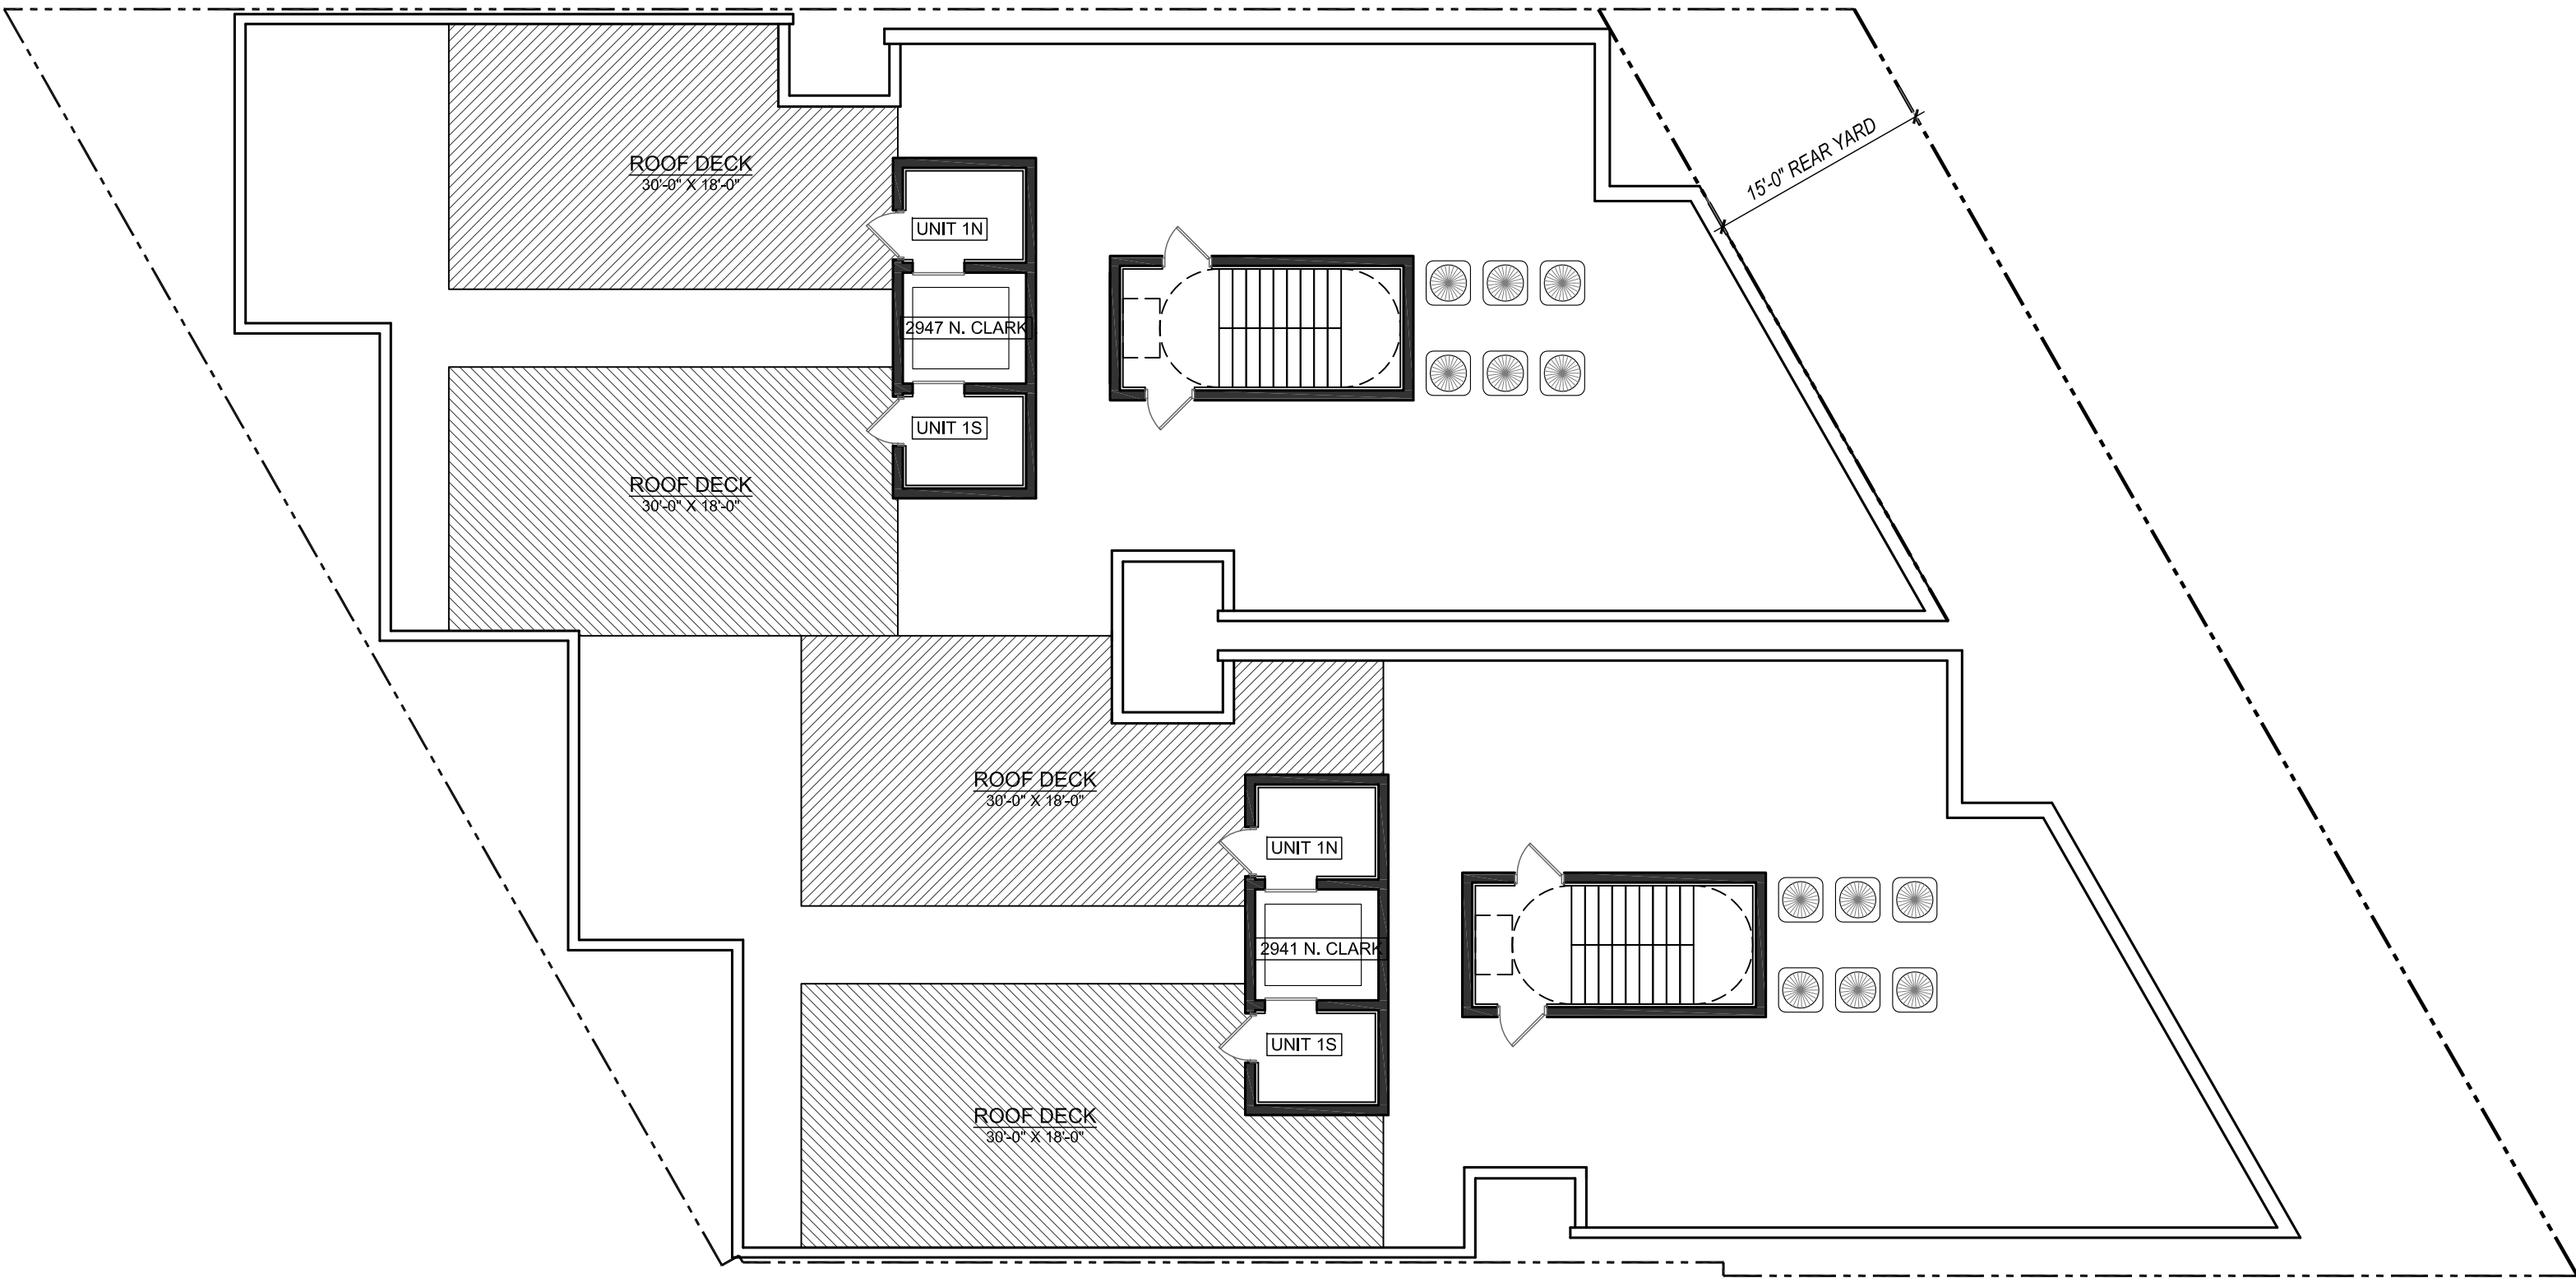 ROOF DECK
30'-0" X 18'-0"
15'-0" REAR YARD
UNIT 1N
2947 N. CLARK
UNIT 1S
ROOF DECK
30'-0" X 18'-0"
ROOF DECK
30'-0" X 18'-0"
UNIT 1N
2941 N. CLARK
UNIT 1S
ROOF DECK
30'-0" X 18'-0"